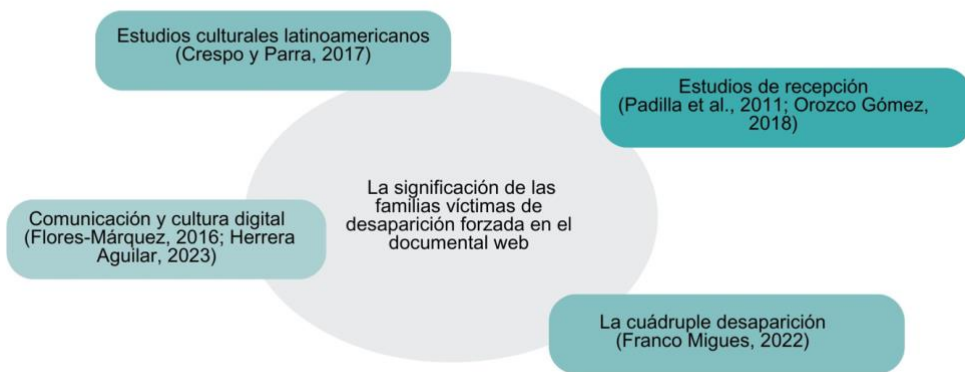 Estudios culturales latinoamericanos
(Crespo y Parra, 2017)
Estudios de recepción
(Padilla et al., 2011; Orozco Gómez,
2018)
La significación de las
familias víctimas de
desaparición forzada en el
documental web
Comunicación y cultura digital
(Flores-Márquez, 2016; Herrera
Aguilar, 2023)
La cuádruple desaparición
(Franco Migues, 2022)